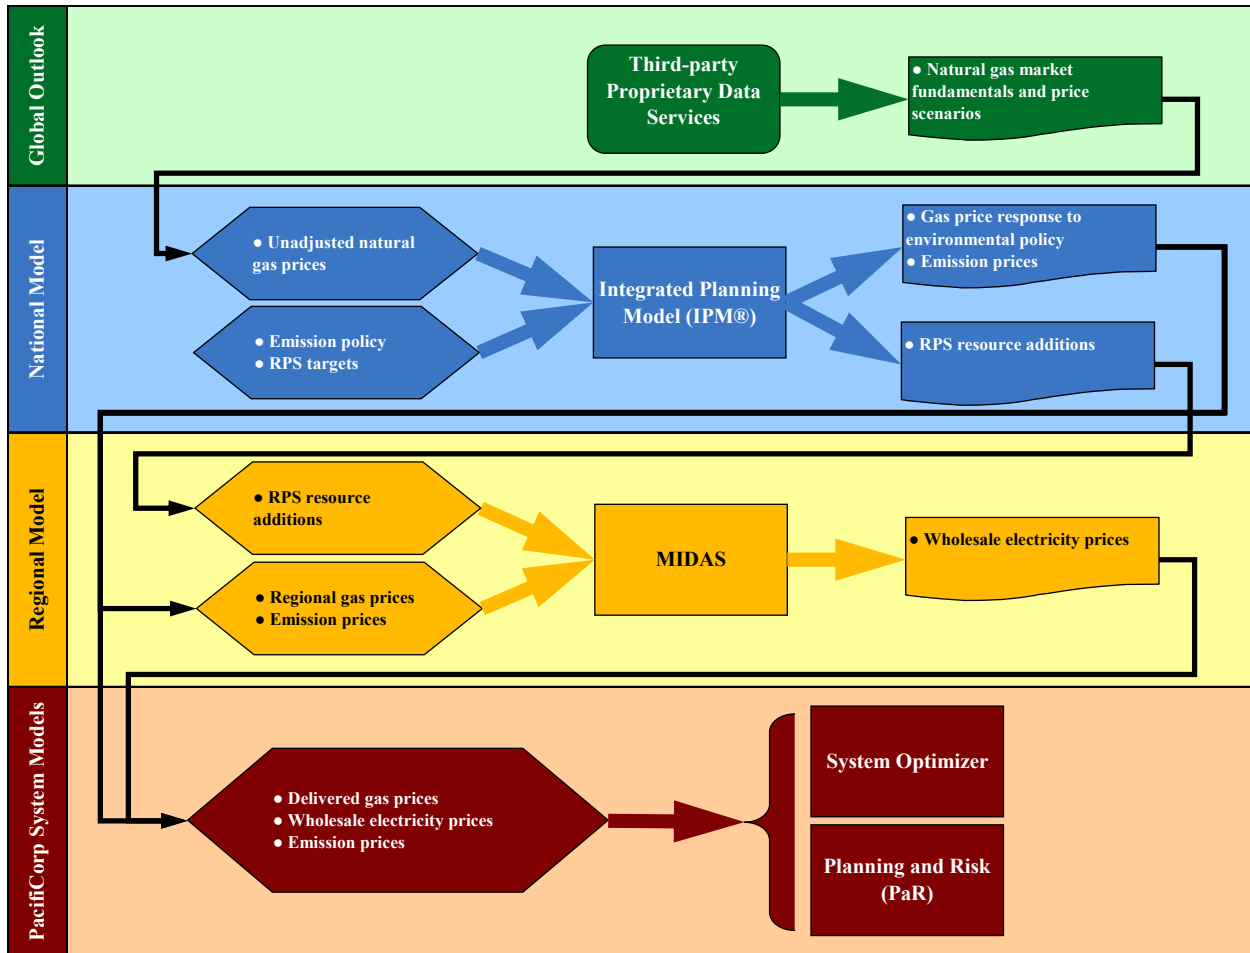 Global Outlook
Third-party
Proprietary Data
Services
● Natural gas market
fundamentals and price
scenarios
National Model
● Unadjusted natural
gas prices
● Emission policy
● RPS targets
Integrated Planning
Model (IPM®)
● Gas price response to
environmental policy
● Emission prices
● RPS resource additions
Regional Model
● RPS resource
additions
● Regional gas prices
● Emission prices
MIDAS
● Wholesale electricity prices
PacifiCorp System Models
● Delivered gas prices
● Wholesale electricity prices
● Emission prices
System Optimizer
Planning and Risk
(PaR)